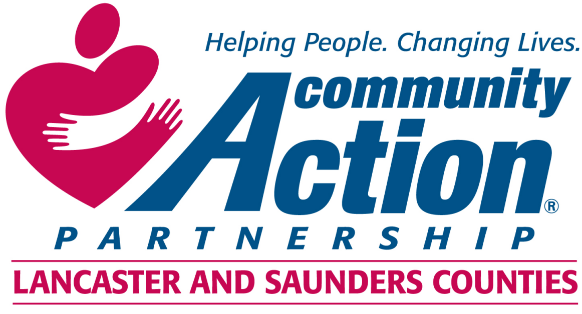 Helping People. Changing Lives.
community
Action®
PARTNERSHIP
LANCASTER AND SAUNDERS COUNTIES